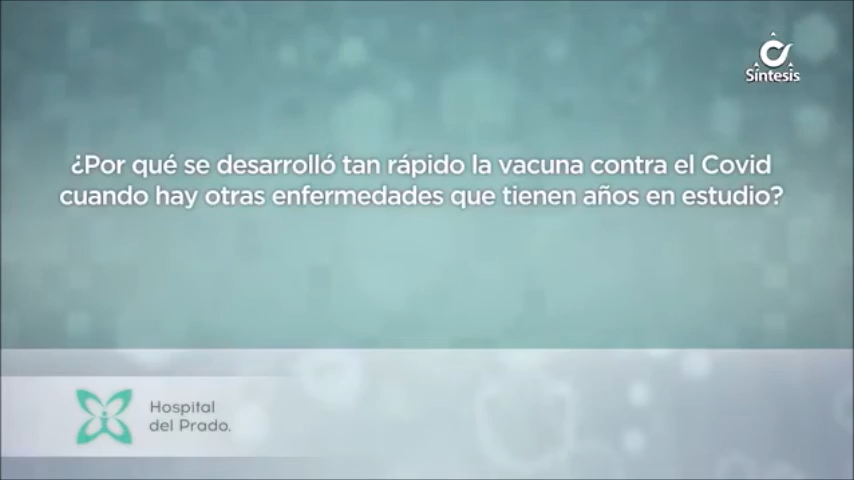 Síntesis
¿Por qué se desarrolló tan rápido la vacuna contra el Covid
cuando hay otras enfermedades que tienen años en estudio?
Hospital
del Prado.